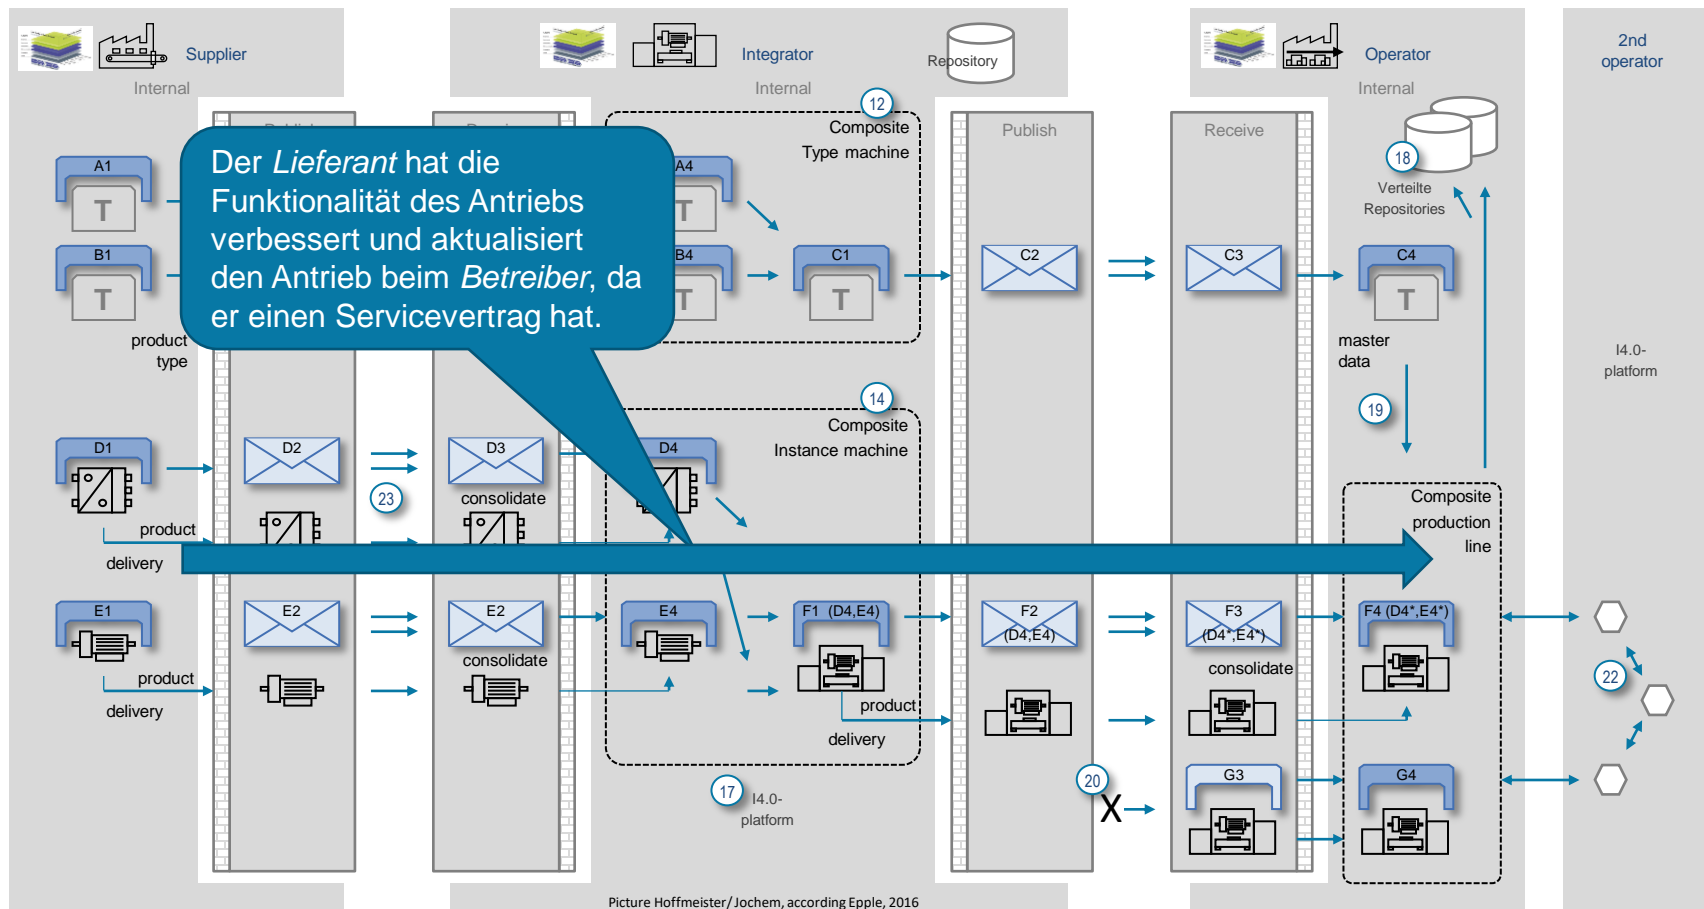 Supplier
Internal
Integrator
Internal
Repository
Operator
Internal
2nd
operator
12
Composite
Type machine
Publish
Receive
18
Verteilte
Repositories
Der Lieferant hat die
Funktionalität des Antriebs
verbessert und aktualisiert
den Antrieb beim Betreiber, da
er einen Servicevertrag hat.
A1
T
A4
T
B1
T
B4
T
C1
T
C2
C3
C4
T
product
type
master
data
I4.0-
platform
14
Composite
Instance machine
19
D1
D2
D3
D4
23
consolidate
Composite
production
line
product
delivery
E1
E2
E2
E4
F1 (D4,E4)
F2
(D4,E4)
F3
(D4*,E4*)
F4 (D4*,E4*)
consolidate
consolidate
product
delivery
product
delivery
22
17
I4.0-
platform
20
X
G3
G4
Picture Hoffmeister/Jochem, according Epple, 2016